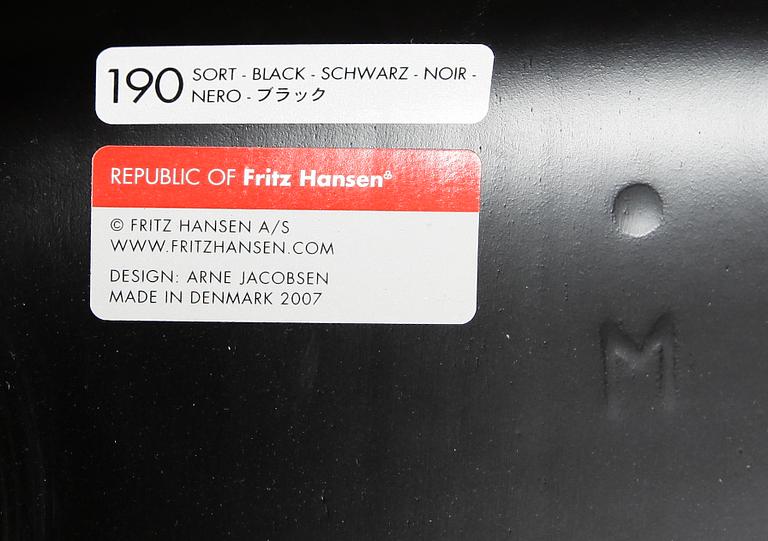 190 SORT - BLACK - SCHWARZ - NOIR -
NERO - ブラック
REPUBLIC OF Fritz Hansen
© FRITZ HANSEN A/S
WWW.FRITZHANSEN.COM
DESIGN: ARNE JACOBSEN
MADE IN DENMARK 2007
M